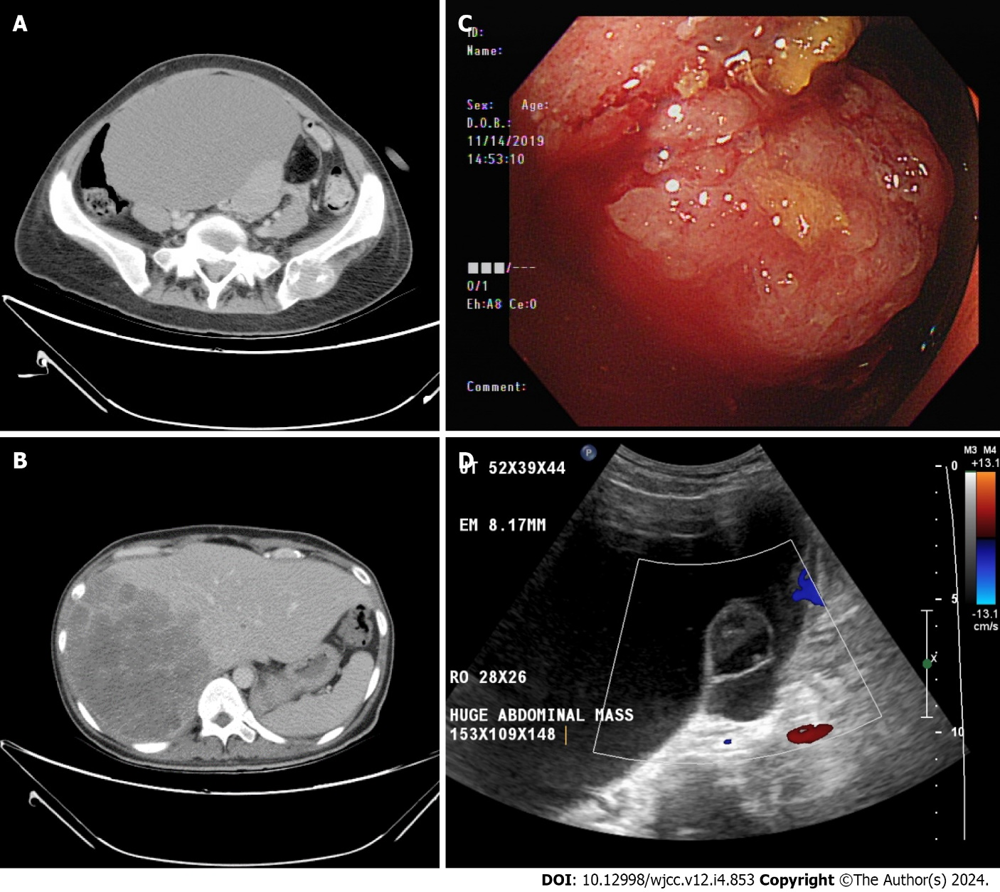 A
C
ID:
Name:
Sex: Age:
D.O.B.:
11/14/2019
14:53:10
■■■/---
0/1
Eh:A8 Ce:0
Comment:
B
D
P
UT 52X39X44
EM 8.17MM
RO 28X26
HUGE ABDOMINAL MASS
153X109X148
M3 M4
+13.1
-13.1
cm/s
0
5
x
10
DOI: 10.12998/wjcc.v12.i4.853 Copyright ©The Author(s) 2024.